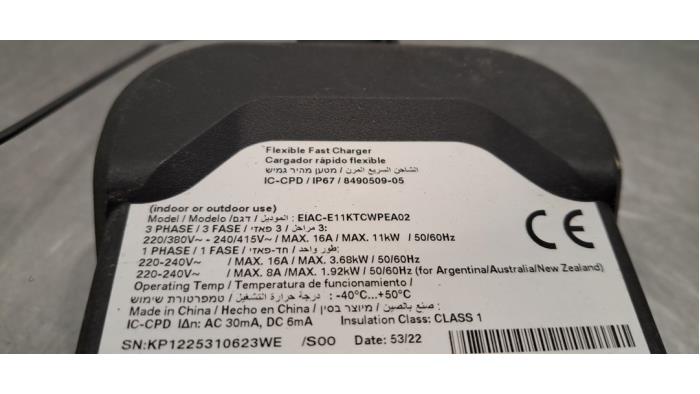 Flexible Fast Charger
Cargador rápido flexible
الشاحن السريع المرن / מטען מהיר גמיש
IC-CPD / IP67 / 8490509-05
(indoor or outdoor use)
Model / Modelo / דגם / الموديل: EIAC-E11KTCWPEA02
3 PHASE / 3 FASE / 3 פאזי / 3 مراحل:
220/380V~ - 240/415V~ / MAX. 16A / MAX. 11kW / 50/60Hz
1 PHASE / 1 FASE / חד-פאזי / طور واحد:
220-240V~ / MAX. 16A / MAX. 3.68kW / 50/60Hz
220-240V~ / MAX. 8A / MAX. 1.92kW / 50/60Hz (for Argentina/Australia/New Zealand)
Operating Temp / Temperatura de funcionamiento /
درجة حرارة التشغيل / טמפרטורת שימוש: -40°C...+50°C
Made in China / Hecho en China / מיוצר בסין / صنع بالصين:
IC-CPD IΔn: AC 30mA, DC 6mA Insulation Class: CLASS 1
SN:KP1225310623WE /S00 Date: 53/22
CE